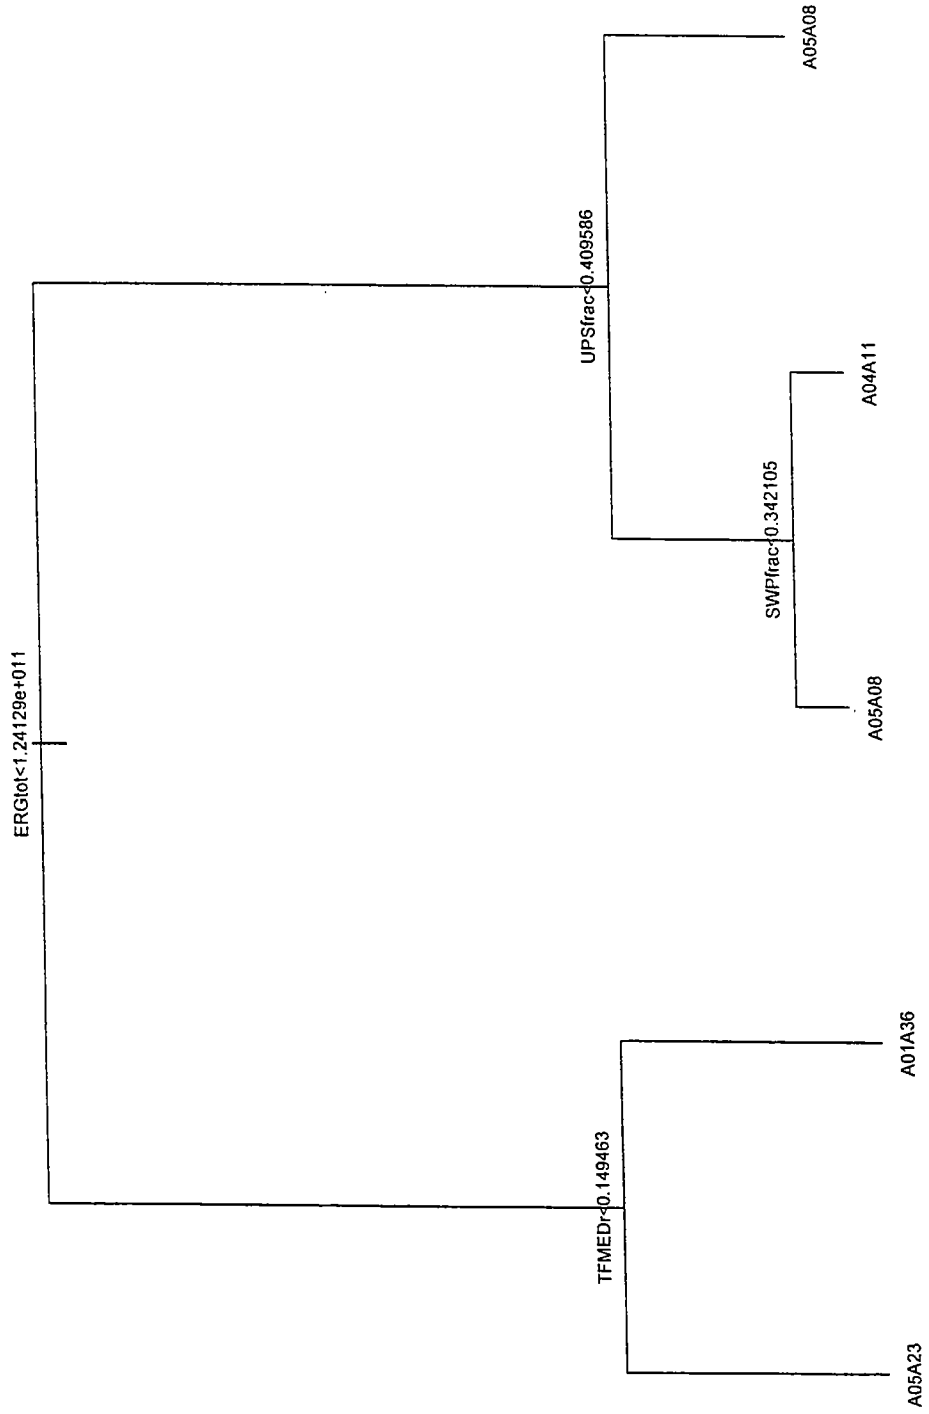 ERGtot<1.24129e+011
UPSfrac<0.409586
TFMEDr<0.149463
SWPfrac<0.342105
A05A23
A01A36
A05A08
A04A11
A05A08